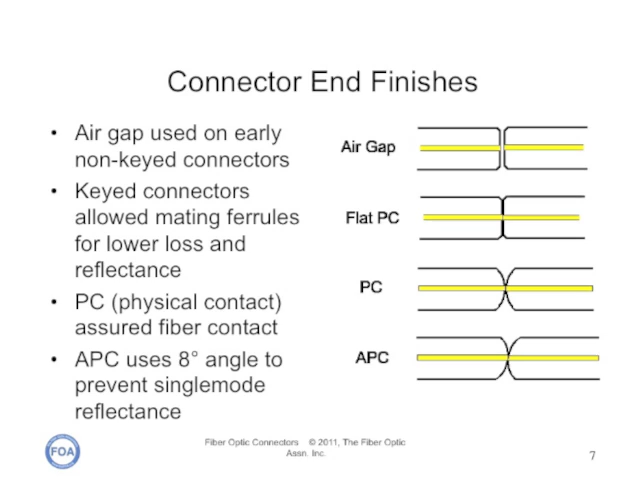 Connector End Finishes
• Air gap used on early
non-keyed connectors
• Keyed connectors
allowed mating ferrules
for lower loss and
reflectance
• PC (physical contact)
assured fiber contact
• APC uses 8° angle to
prevent singlemode
reflectance
Air Gap
Flat PC
PC
APC
FOA
Fiber Optic Connectors © 2011, The Fiber Optic
Assn. Inc.
7